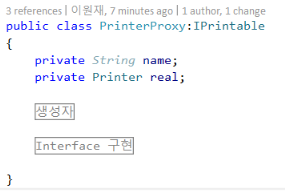 3 references | 이원재, 7 minutes ago | 1 author, 1 change
public class PrinterProxy:IPrintable
{
private String name;
private Printer real;
생성자
Interface 구현
}